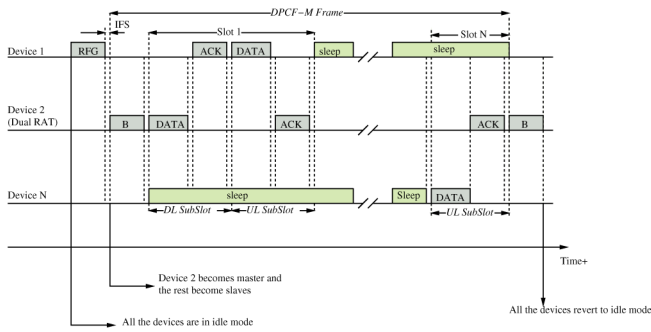 DPCF−M Frame
IFS
Slot 1
Slot N
Device 1
RFG
ACK
DATA
sleep
sleep
Device 2
(Dual RAT)
B
DATA
ACK
ACK
B
Device N
sleep
Sleep
DATA
DL SubSlot
UL SubSlot
UL SubSlot
Time+
Device 2 becomes master and
the rest become slaves
All the devices revert to idle mode
All the devices are in idle mode